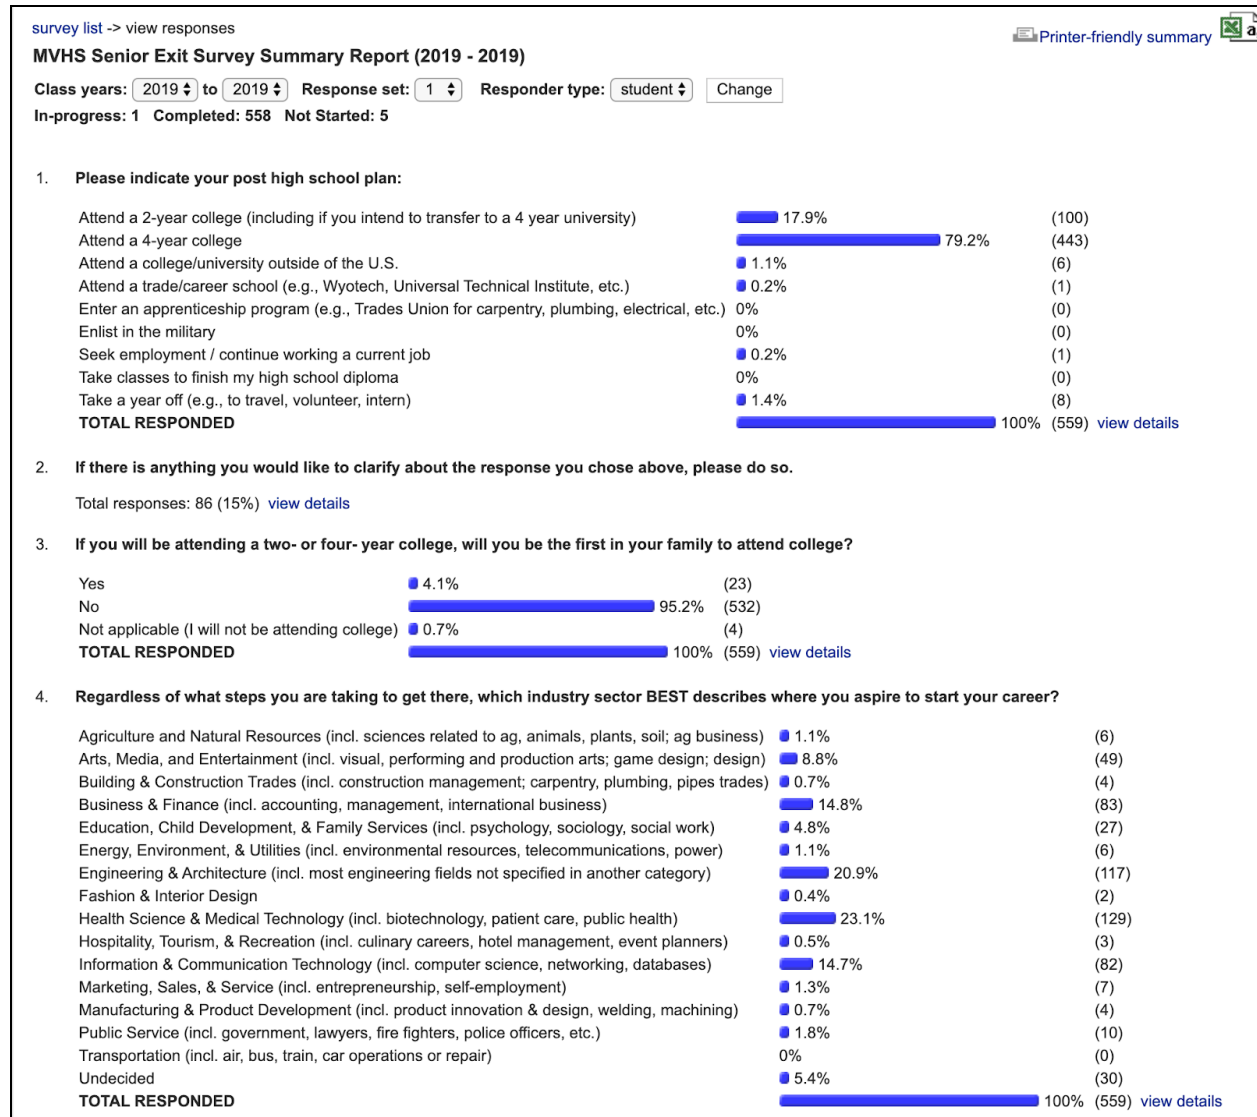 survey list -> view responses
Printer-friendly summary
MVHS Senior Exit Survey Summary Report (2019 - 2019)
Class years: 2019 to 2019 Response set: 1 Responder type: student Change
In-progress: 1 Completed: 558 Not Started: 5
1. Please indicate your post high school plan:
Attend a 2-year college (including if you intend to transfer to a 4 year university) 17.9% (100)
Attend a 4-year college 79.2% (443)
Attend a college/university outside of the U.S. 1.1% (6)
Attend a trade/career school (e.g., Wyotech, Universal Technical Institute, etc.) 0.2% (1)
Enter an apprenticeship program (e.g., Trades Union for carpentry, plumbing, electrical, etc.) 0% (0)
Enlist in the military 0% (0)
Seek employment / continue working a current job 0.2% (1)
Take classes to finish my high school diploma 0% (0)
Take a year off (e.g., to travel, volunteer, intern) 1.4% (8)
TOTAL RESPONDED 100% (559) view details
2. If there is anything you would like to clarify about the response you chose above, please do so.
Total responses: 86 (15%) view details
3. If you will be attending a two- or four- year college, will you be the first in your family to attend college?
Yes 4.1% (23)
No 95.2% (532)
Not applicable (I will not be attending college) 0.7% (4)
TOTAL RESPONDED 100% (559) view details
4. Regardless of what steps you are taking to get there, which industry sector BEST describes where you aspire to start your career?
Agriculture and Natural Resources (incl. sciences related to ag, animals, plants, soil; ag business) 1.1% (6)
Arts, Media, and Entertainment (incl. visual, performing and production arts; game design; design) 8.8% (49)
Building & Construction Trades (incl. construction management; carpentry, plumbing, pipes trades) 0.7% (4)
Business & Finance (incl. accounting, management, international business) 14.8% (83)
Education, Child Development, & Family Services (incl. psychology, sociology, social work) 4.8% (27)
Energy, Environment, & Utilities (incl. environmental resources, telecommunications, power) 1.1% (6)
Engineering & Architecture (incl. most engineering fields not specified in another category) 20.9% (117)
Fashion & Interior Design 0.4% (2)
Health Science & Medical Technology (incl. biotechnology, patient care, public health) 23.1% (129)
Hospitality, Tourism, & Recreation (incl. culinary careers, hotel management, event planners) 0.5% (3)
Information & Communication Technology (incl. computer science, networking, databases) 14.7% (82)
Marketing, Sales, & Service (incl. entrepreneurship, self-employment) 1.3% (7)
Manufacturing & Product Development (incl. product innovation & design, welding, machining) 0.7% (4)
Public Service (incl. government, lawyers, fire fighters, police officers, etc.) 1.8% (10)
Transportation (incl. air, bus, train, car operations or repair) 0% (0)
Undecided 5.4% (30)
TOTAL RESPONDED 100% (559) view details